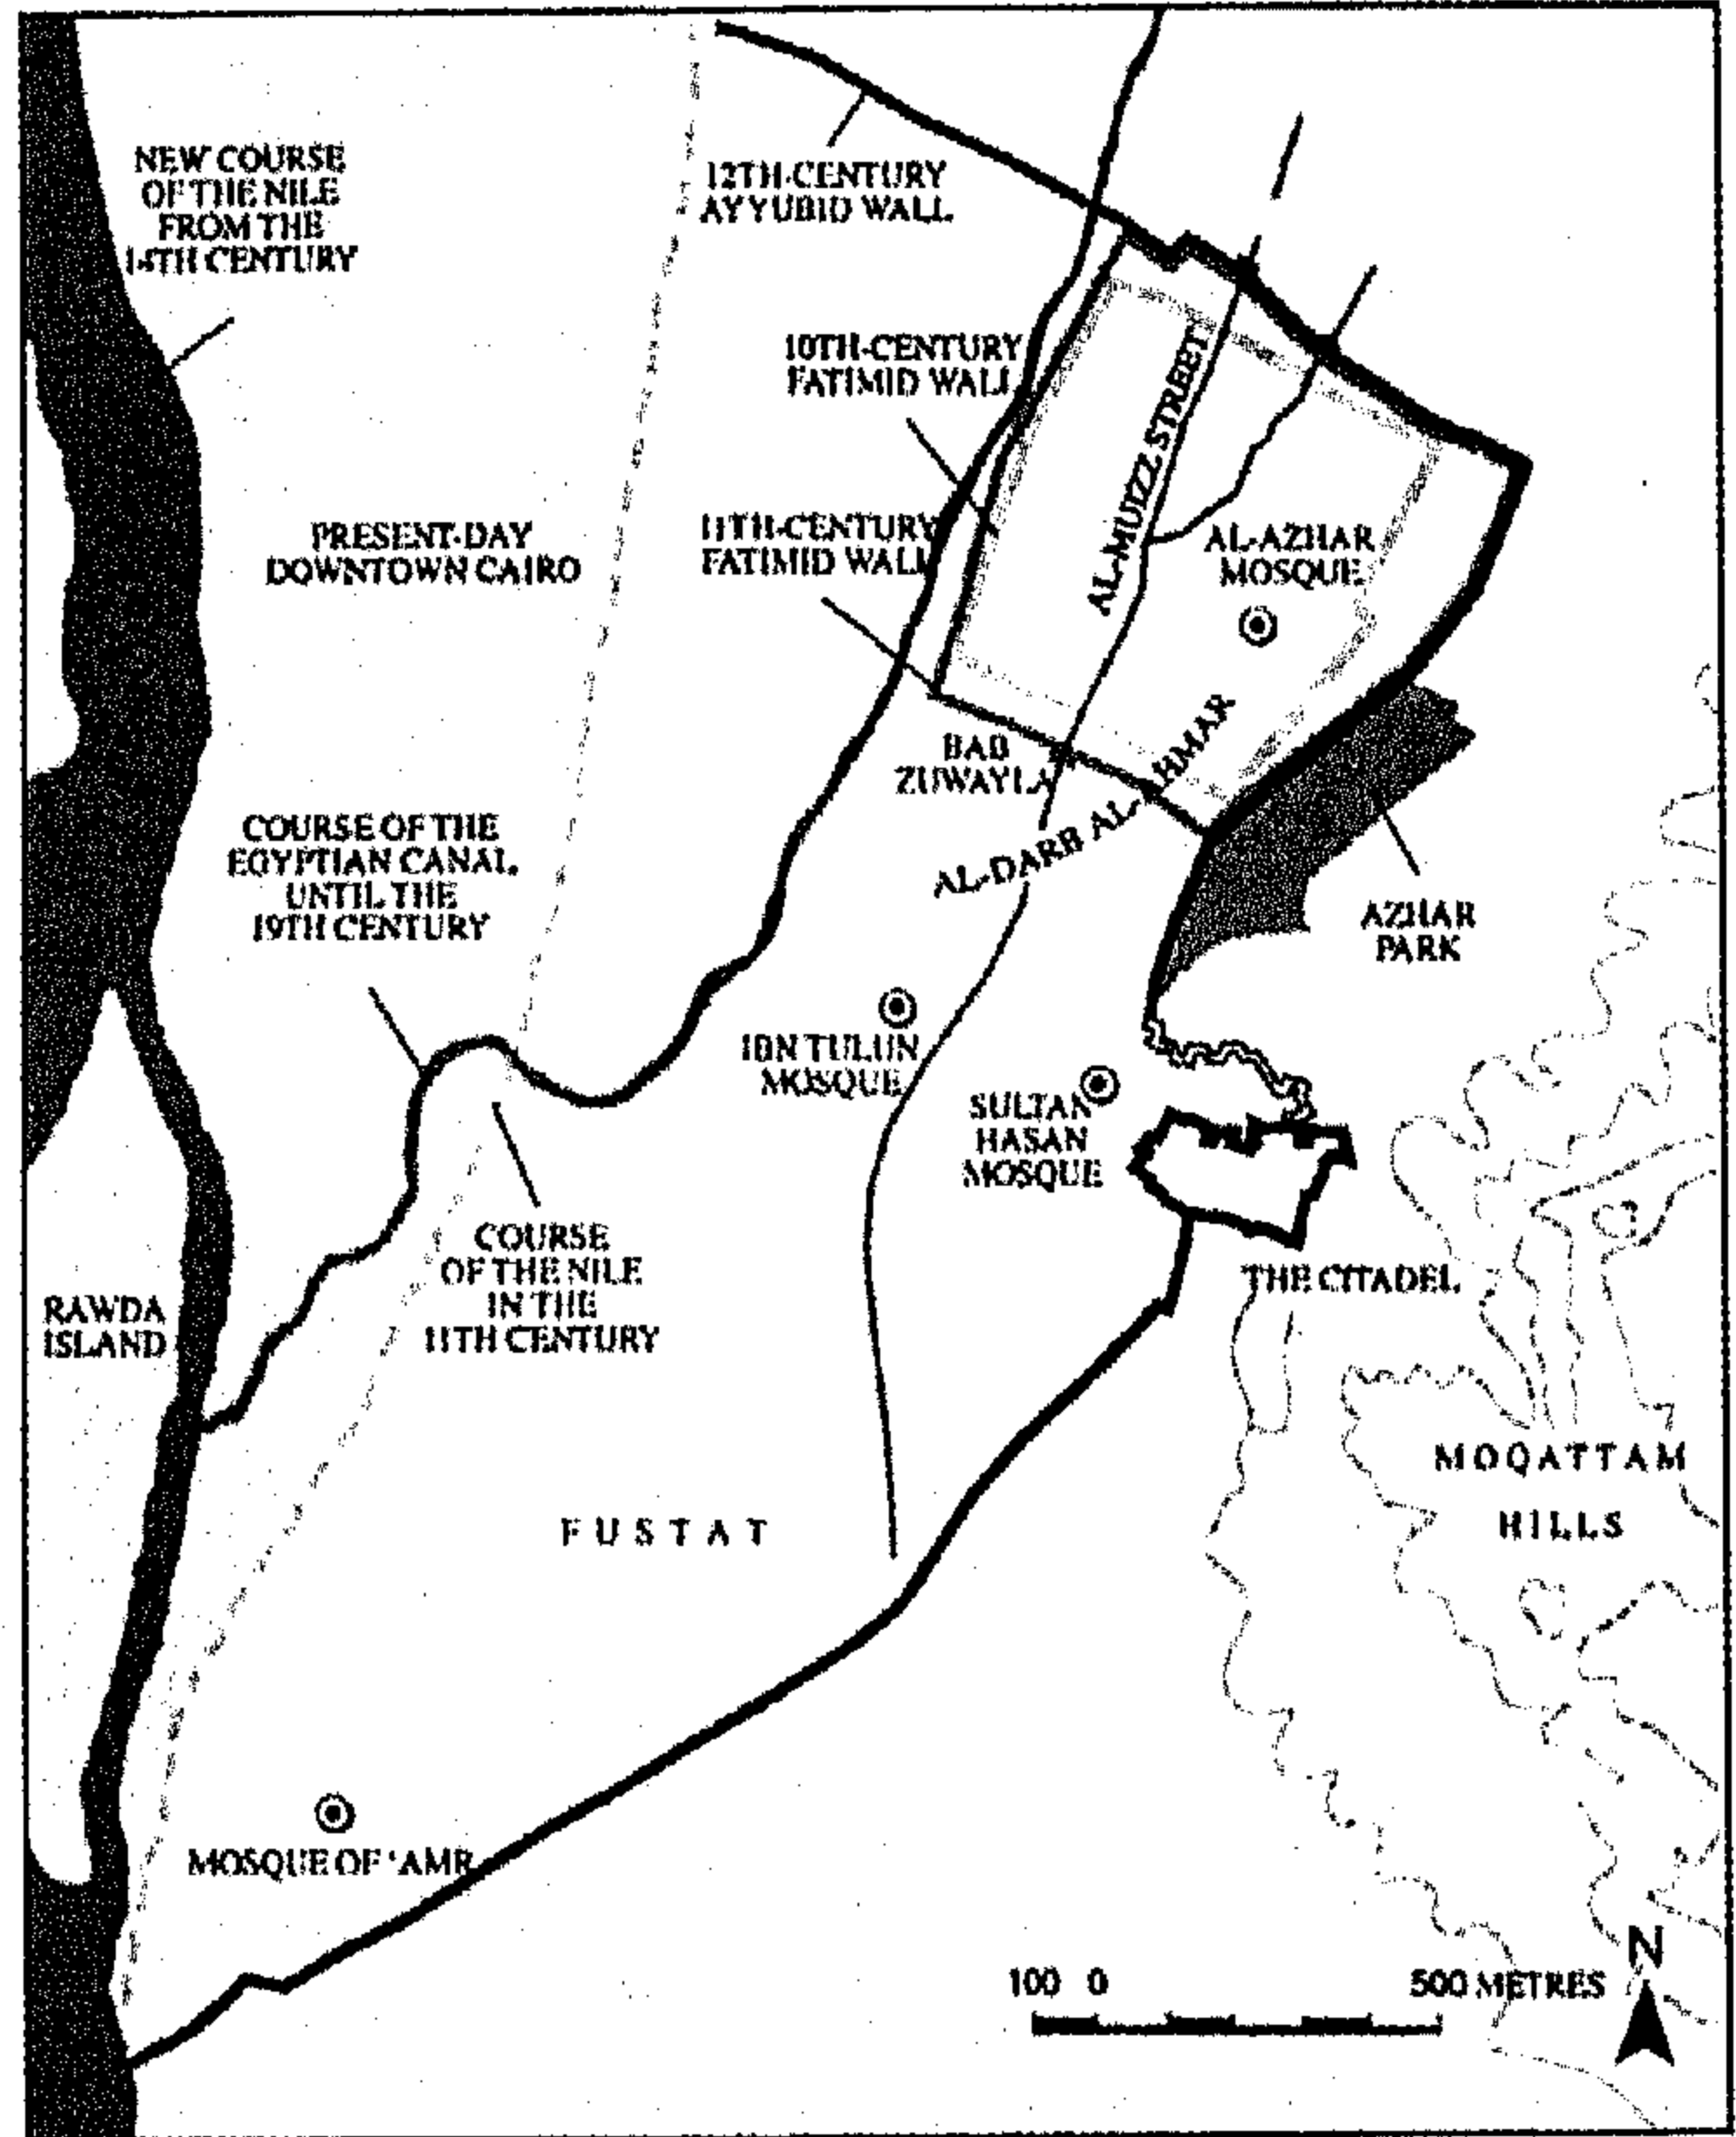 NEW COURSE
OF THE NILE
FROM THE
14TH CENTURY
12TH-CENTURY
AYYUBID WALL
10TH-CENTURY
FATIMID WALL
11TH-CENTURY
FATIMID WALL
AL-MUIZZ STREET
AL-AZHAR
MOSQUE
PRESENT-DAY
DOWNTOWN CAIRO
BAB
ZUWAYLA
AL-DARB AL-AHMAR
COURSE OF THE
EGYPTIAN CANAL
UNTIL THE
19TH CENTURY
AZHAR
PARK
IBN TULUN
MOSQUE
SULTAN
HASAN
MOSQUE
COURSE
OF THE NILE
IN THE
11TH CENTURY
THE CITADEL
RAWDA
ISLAND
MOQATTAM
HILLS
FUSTAT
MOSQUE OF 'AMR
N
100 0 500 METRES